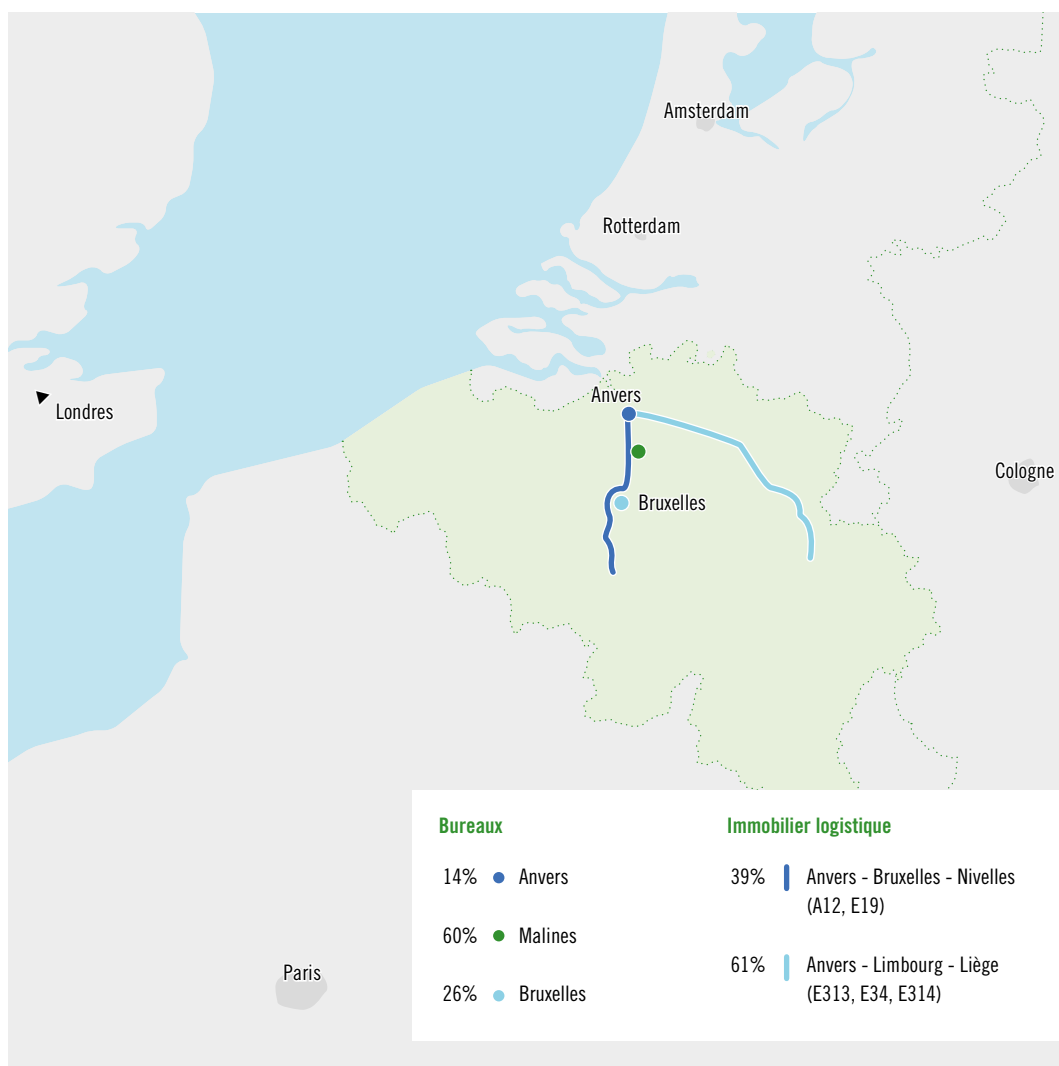 Amsterdam
Rotterdam
Anvers
Londres
Cologne
Bruxelles
Paris
Bureaux
14% Anvers
60% Malines
26% Bruxelles
Immobilier logistique
39% Anvers - Bruxelles - Nivelles
(A12, E19)
61% Anvers - Limbourg - Liège
(E313, E34, E314)